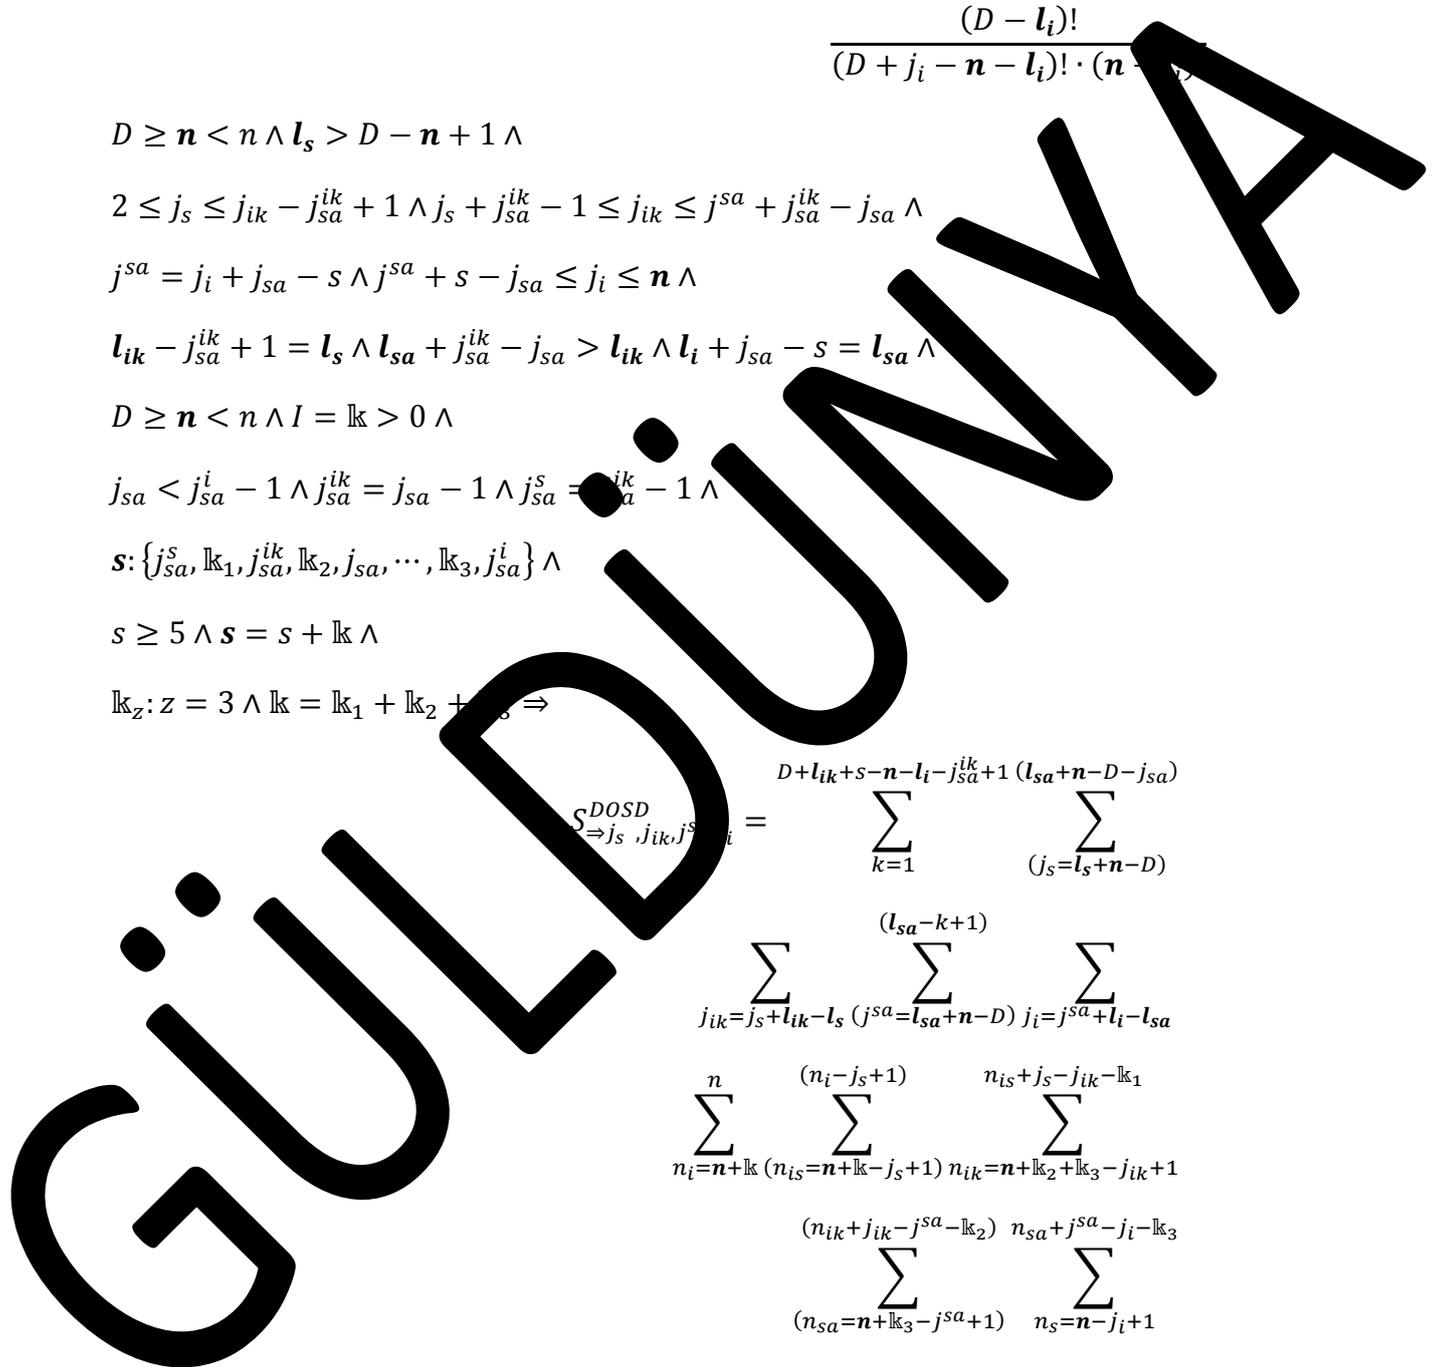 (D − l_i)!
(D + j_i − n − l_i)! · (n
D ≥ n < n ∧ l_s > D − n + 1 ∧
2 ≤ j_s ≤ j_ik − j_sa^ik + 1 ∧ j_s + j_sa^ik − 1 ≤ j_ik ≤ j^sa + j_sa^ik − j_sa ∧
j^sa = j_i + j_sa − s ∧ j^sa + s − j_sa ≤ j_i ≤ n ∧
l_ik − j_sa^ik + 1 = l_s ∧ l_sa + j_sa^ik − j_sa > l_ik ∧ l_i + j_sa − s = l_sa ∧
D ≥ n < n ∧ I = 𝕜 > 0 ∧
j_sa < j_sa^i − 1 ∧ j_sa^ik = j_sa − 1 ∧ j_sa^s = − 1 ∧
s: {j_sa^s, 𝕜_1, j_sa^ik, 𝕜_2, j_sa, ⋯ , 𝕜_3, j_sa^i} ∧
s ≥ 5 ∧ s = s + 𝕜 ∧
𝕜_z: z = 3 ∧ 𝕜 = 𝕜_1 + 𝕜_2 + ⇒
D+l_ik+s−n−l_i−j_sa^ik+1 (l_sa+n−D−j_sa)
S^DOSD_⇒j_s ,j_ik, = ∑ ∑
k=1 (j_s=l_s+n−D)
(l_sa−k+1)
∑ ∑ ∑
j_ik=j_s+l_ik−l_s (j^sa=l_sa+n−D) j_i=j^sa+l_i−l_sa
n (n_i−j_s+1) n_is+j_s−j_ik−𝕜_1
∑ ∑ ∑
n_i=n+𝕜 (n_is=n+𝕜−j_s+1) n_ik=n+𝕜_2+𝕜_3−j_ik+1
(n_ik+j_ik−j^sa−𝕜_2) n_sa+j^sa−j_i−𝕜_3
∑ ∑
(n_sa=n+𝕜_3−j^sa+1) n_s=n−j_i+1
GÜLDÜNYA